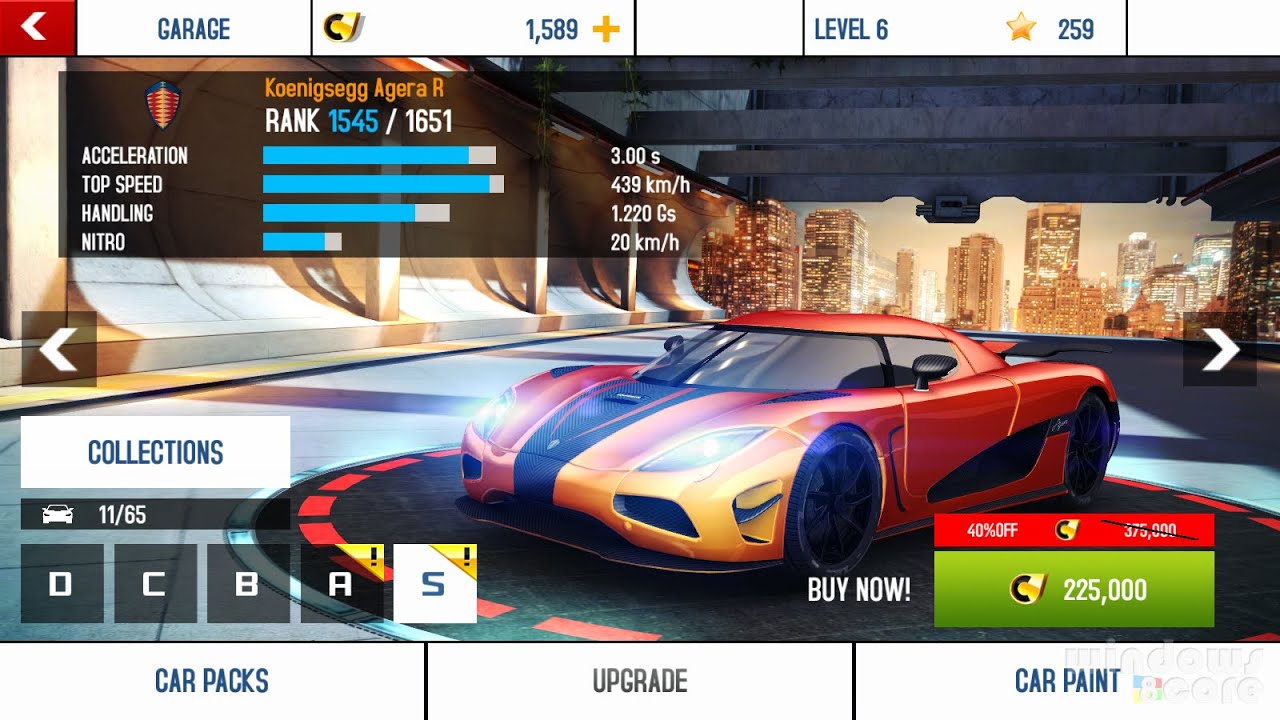 GARAGE
1,589
LEVEL 6
259
Koenigsegg Agera R
RANK 1545 / 1651
ACCELERATION 3.00 s
TOP SPEED 439 km/h
HANDLING 1.220 Gs
NITRO 20 km/h
COLLECTIONS
11/65
D C B A ! S !
40%OFF 375,000
BUY NOW! 225,000
CAR PACKS UPGRADE CAR PAINT
windows
8core